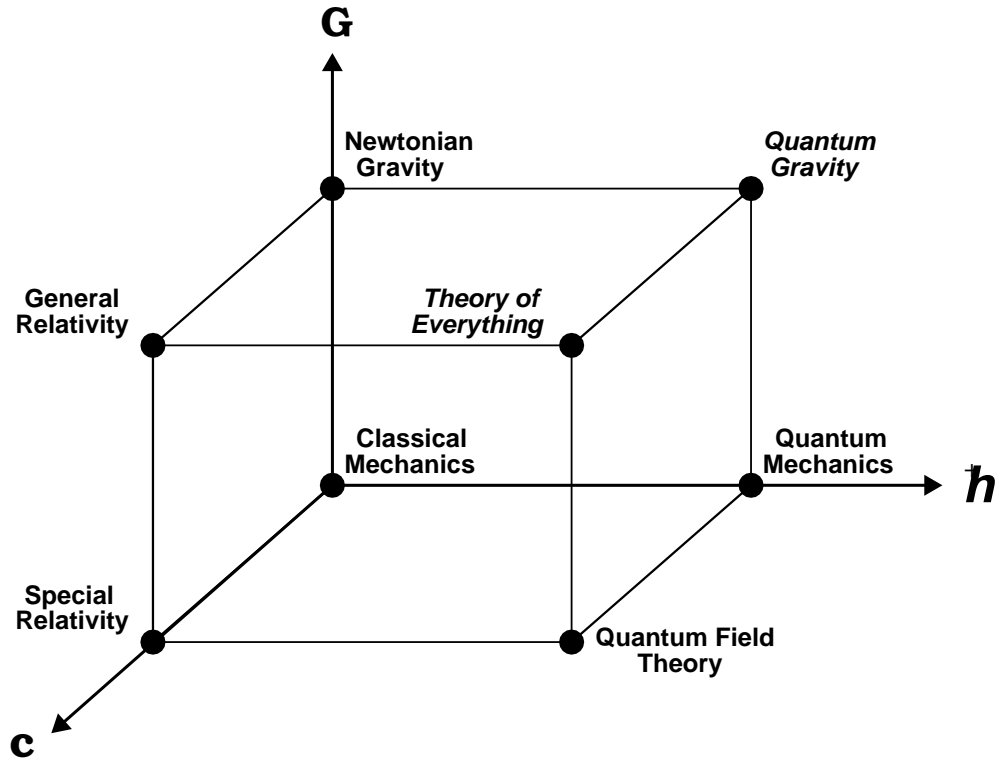 G
Newtonian
Gravity
Quantum
Gravity
General
Relativity
Theory of
Everything
Classical
Mechanics
Quantum
Mechanics
ħ
Special
Relativity
Quantum Field
Theory
c